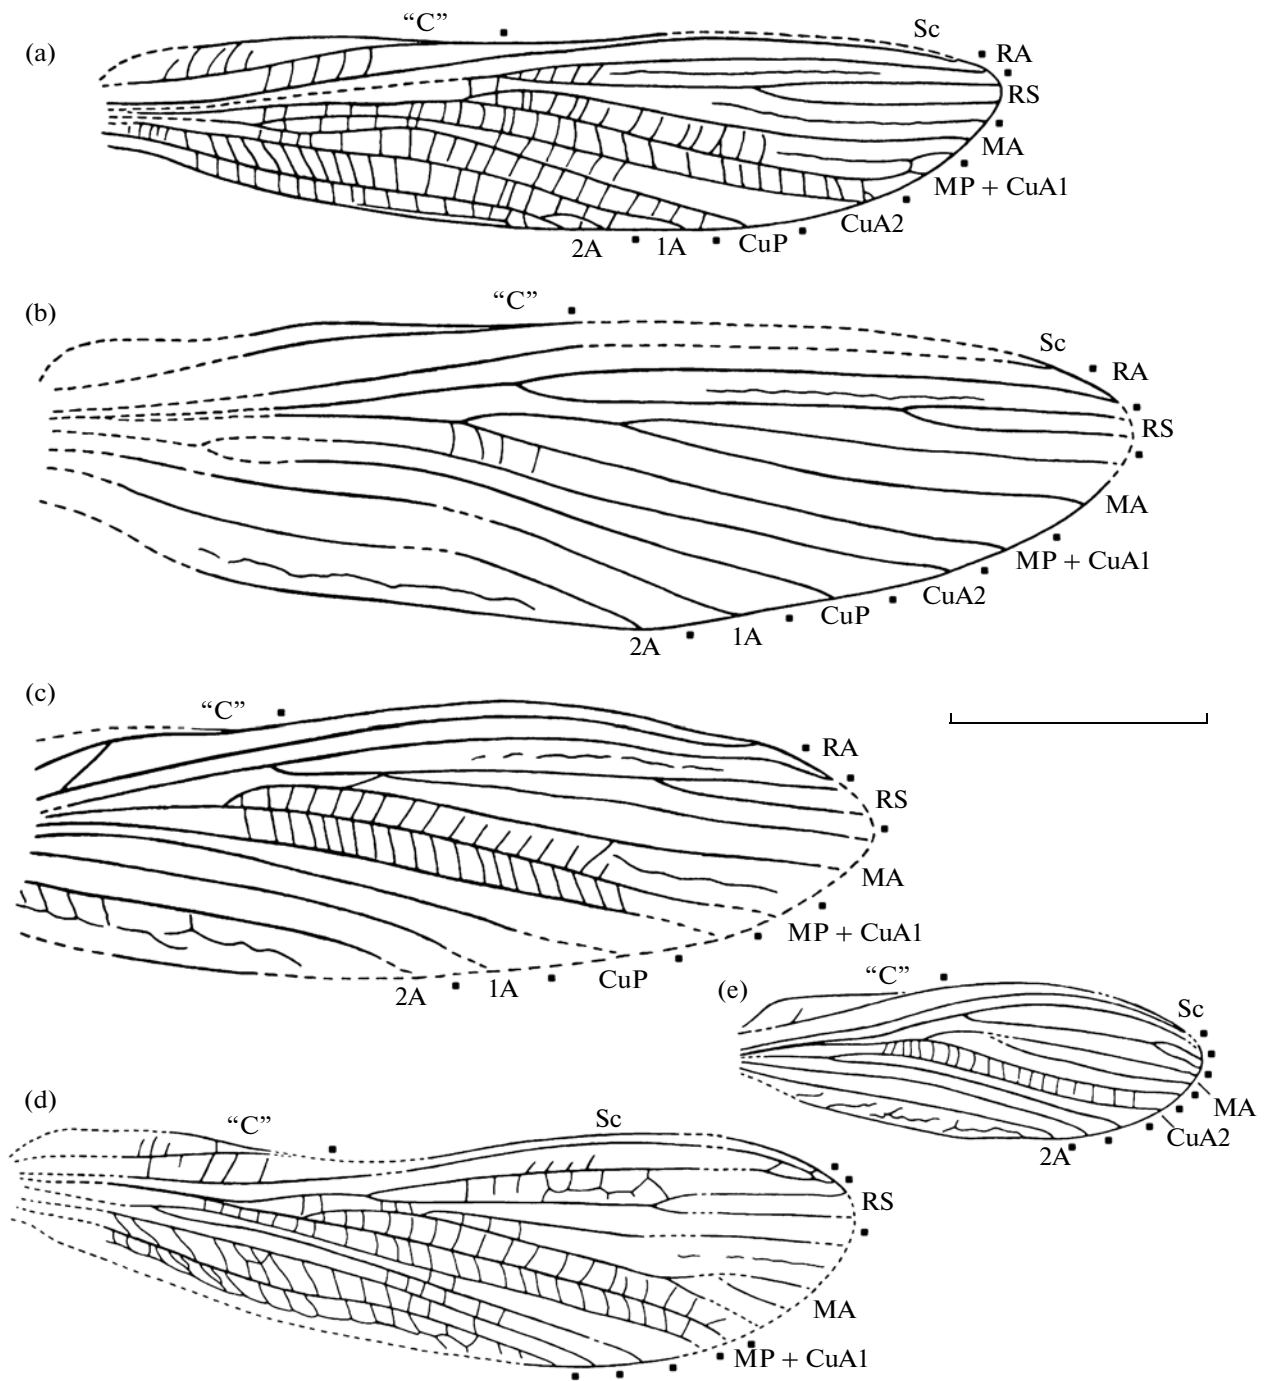 (a)
“C”
Sc
RA
RS
MA
MP + CuA1
CuA2
CuP
1A
2A
(b)
“C”
Sc
RA
RS
MA
MP + CuA1
CuA2
CuP
1A
2A
(c)
“C”
RA
RS
MA
MP + CuA1
CuP
1A
2A
(e)
“C”
Sc
MA
CuA2
2A
(d)
“C”
Sc
RS
MA
MP + CuA1